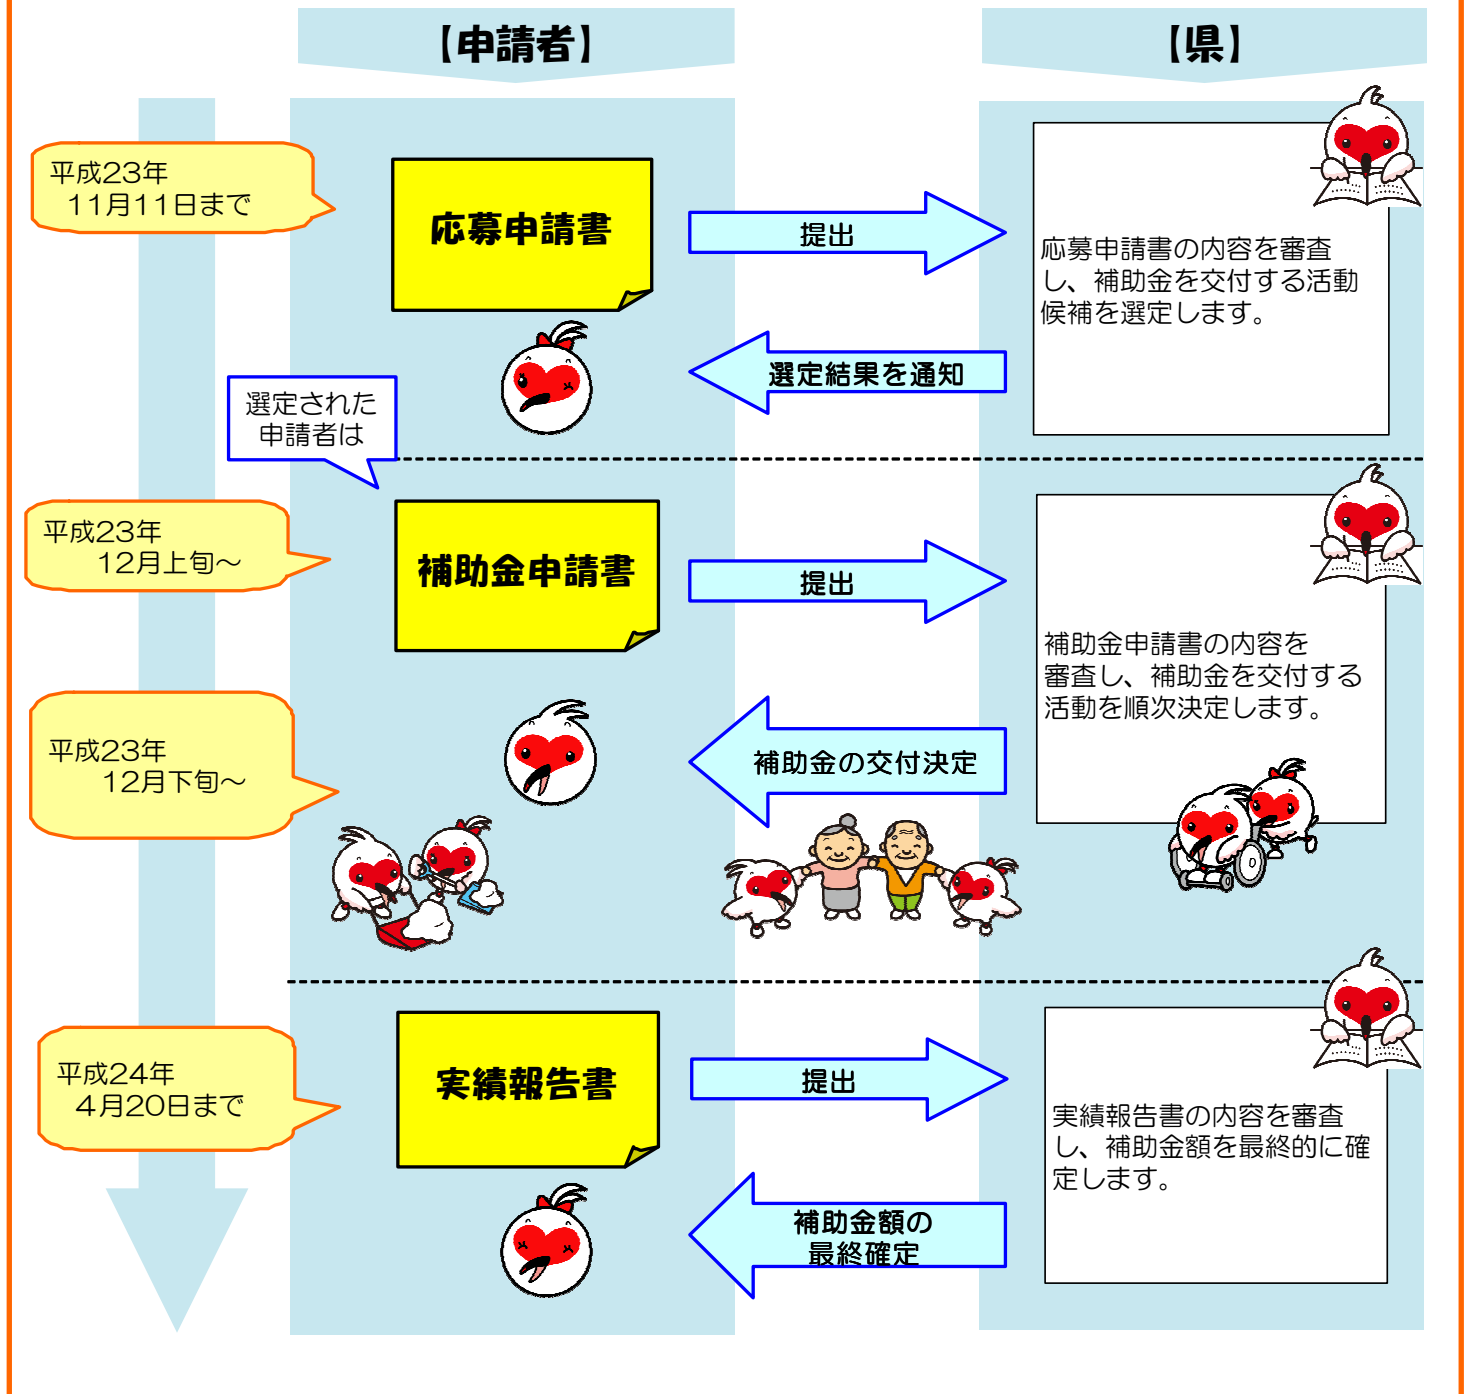 【申請者】
【県】
平成23年
11月11日まで
応募申請書
提出
応募申請書の内容を審査
し、補助金を交付する活動
候補を選定します。
選定結果を通知
選定された
申請者は
平成23年
12月上旬～
補助金申請書
提出
補助金申請書の内容を
審査し、補助金を交付する
活動を順次決定します。
平成23年
12月下旬～
補助金の交付決定
平成24年
4月20日まで
実績報告書
提出
実績報告書の内容を審査
し、補助金額を最終的に確
定します。
補助金額の
最終確定